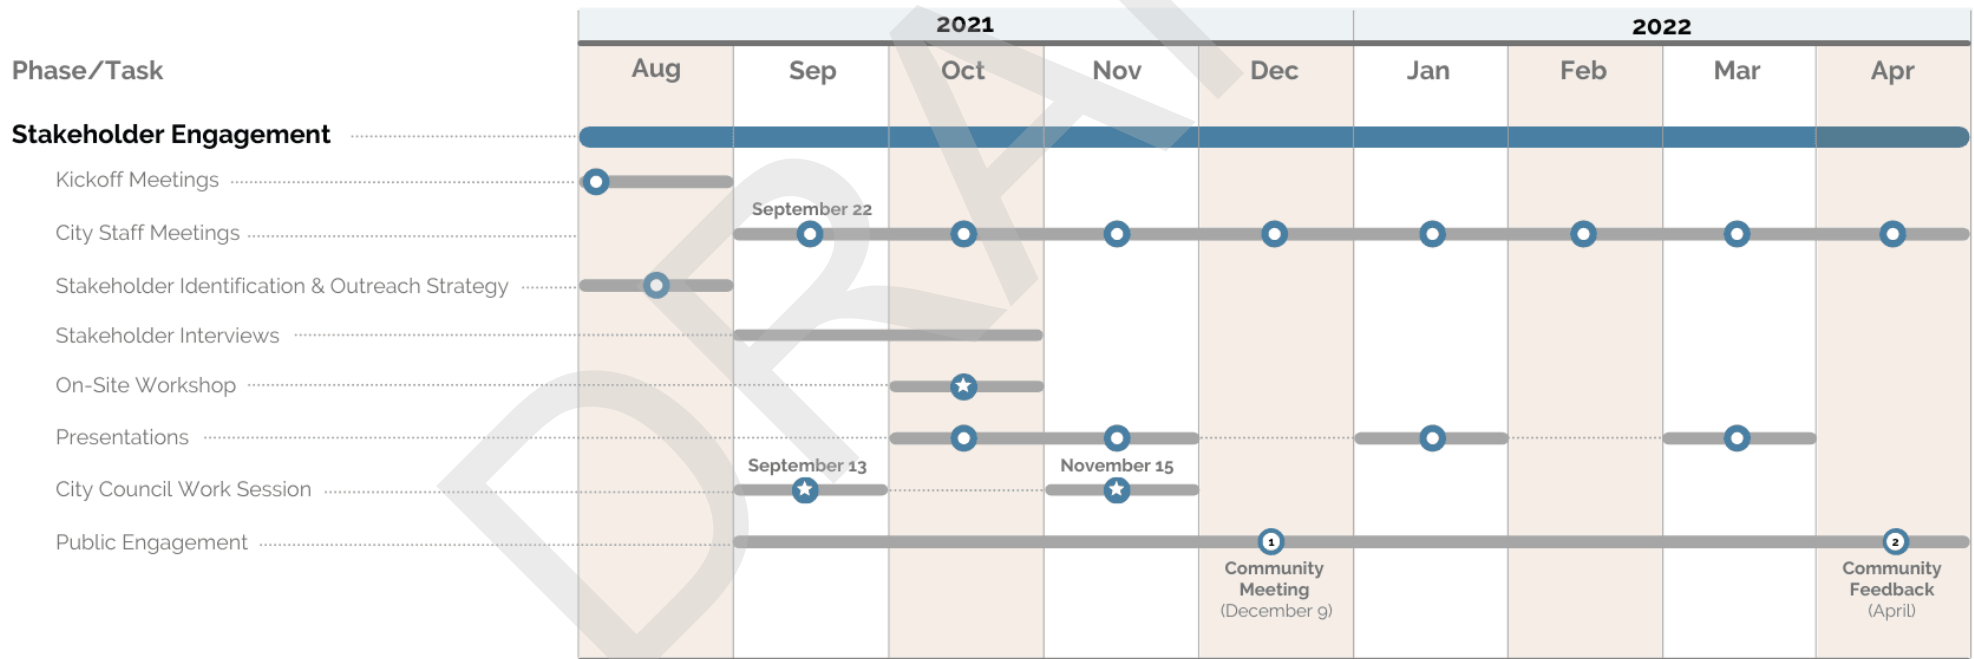 2021 2022
Phase/Task Aug Sep Oct Nov Dec Jan Feb Mar Apr
Stakeholder Engagement
Kickoff Meetings
September 22
City Staff Meetings
Stakeholder Identification & Outreach Strategy
Stakeholder Interviews
On-Site Workshop
Presentations
September 13 November 15
City Council Work Session
Public Engagement 1 2
Community Community
Meeting Feedback
(December 9) (April)
DRA